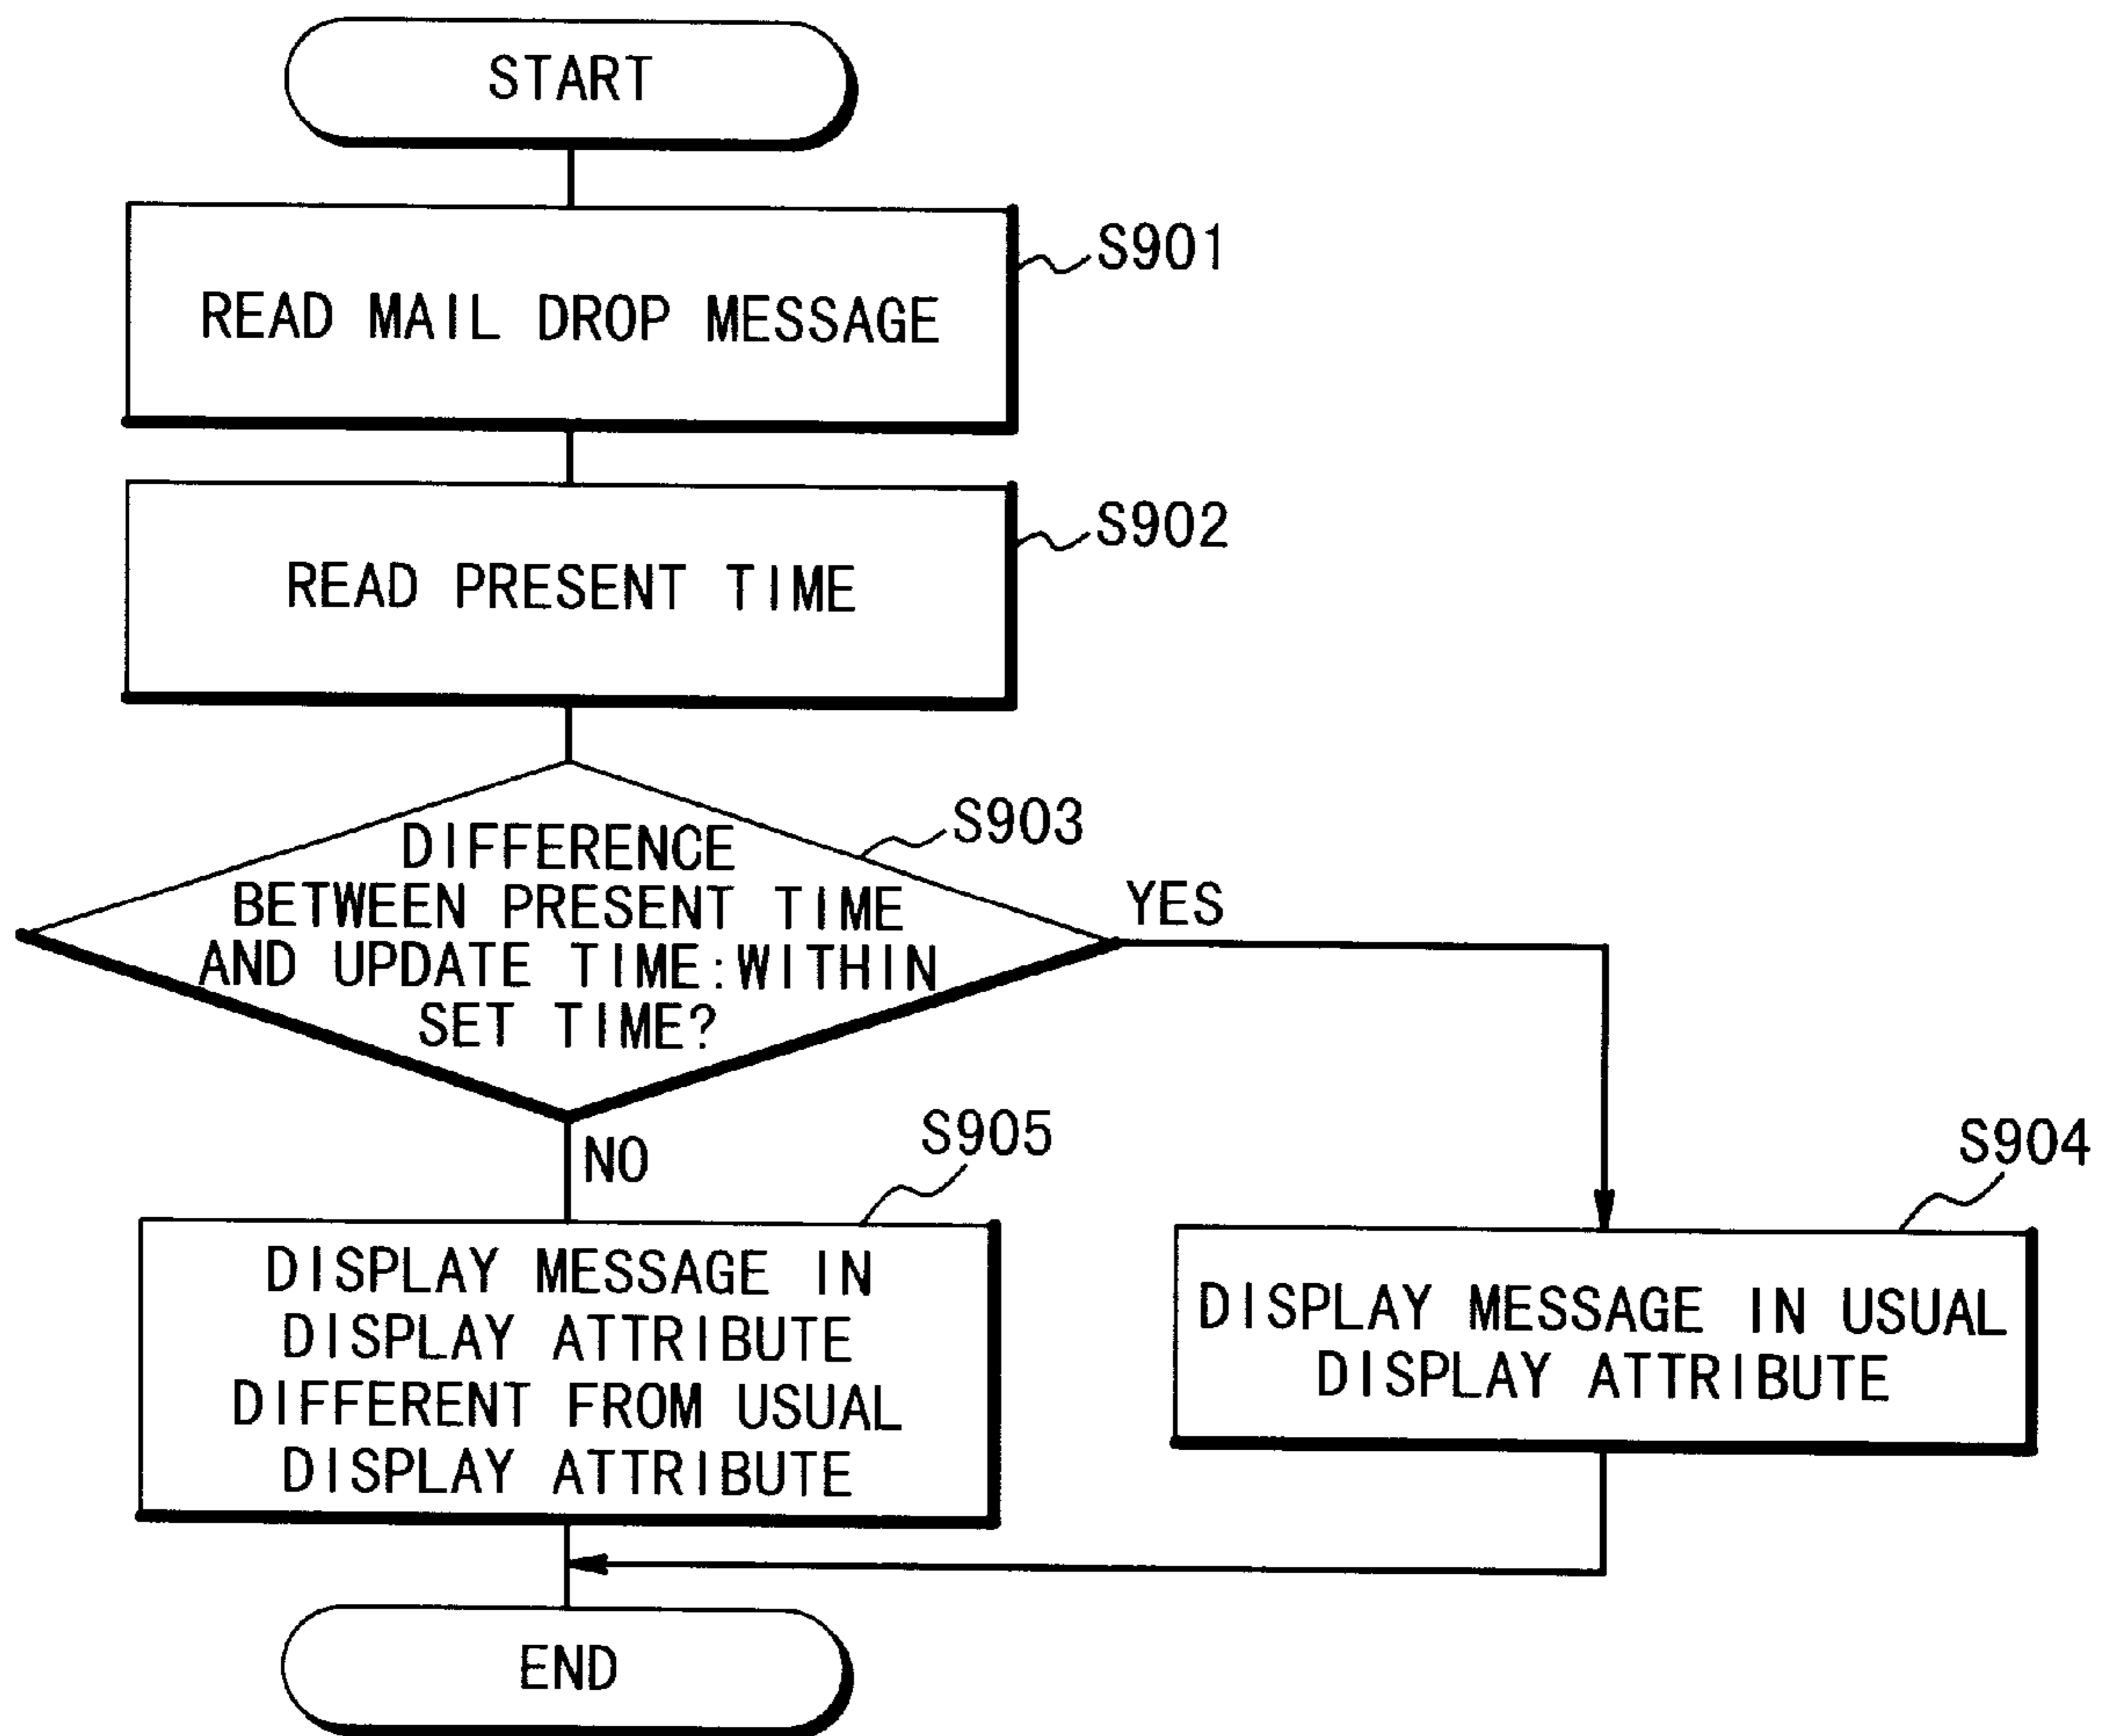 START
S901
READ MAIL DROP MESSAGE
S902
READ PRESENT TIME
S903
DIFFERENCE
BETWEEN PRESENT TIME
AND UPDATE TIME:WITHIN
SET TIME?
YES
NO
S905
S904
DISPLAY MESSAGE IN
DISPLAY ATTRIBUTE
DIFFERENT FROM USUAL
DISPLAY ATTRIBUTE
DISPLAY MESSAGE IN USUAL
DISPLAY ATTRIBUTE
END